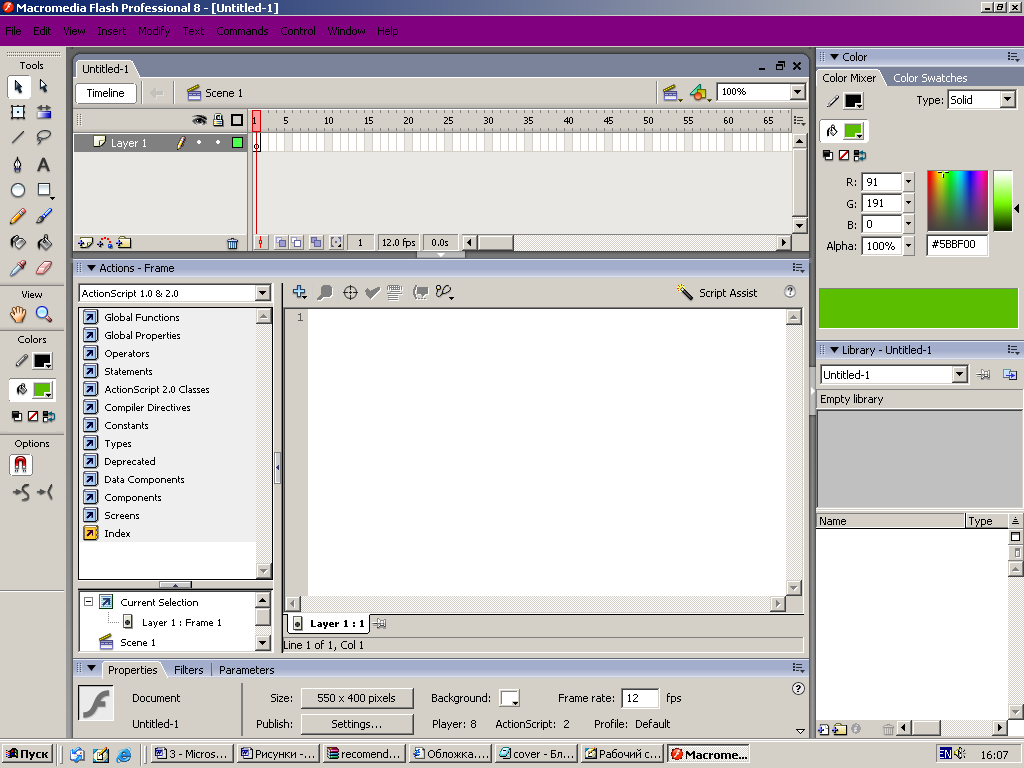 Macromedia Flash Professional 8 - [Untitled-1]
File Edit View Insert Modify Text Commands Control Window Help
Tools
View
Colors
Options
Untitled-1
Timeline
Scene 1
100%
1 5 10 15 20 25 30 35 40 45 50 55 60 65
Layer 1
1 12.0 fps 0.0s
Actions - Frame
ActionScript 1.0 & 2.0
Script Assist
Global Functions
Global Properties
Operators
Statements
ActionScript 2.0 Classes
Compiler Directives
Constants
Types
Deprecated
Data Components
Components
Screens
Index
1
Current Selection
Layer 1 : Frame 1
Scene 1
Layer 1 : 1
Line 1 of 1, Col 1
Properties Filters Parameters
Document
Untitled-1
Size: 550 x 400 pixels Background: Frame rate: 12 fps
Publish: Settings... Player: 8 ActionScript: 2 Profile: Default
Color
Color Mixer Color Swatches
Type: Solid
R: 91
G: 191
B: 0
Alpha: 100% #5BBF00
Library - Untitled-1
Untitled-1
Empty library
Name Type
Пуск
3 - Micros...
Рисунки -...
recomend...
Обложка....
cover - Бл...
Рабочий с...
Macrome...
EN 16:07